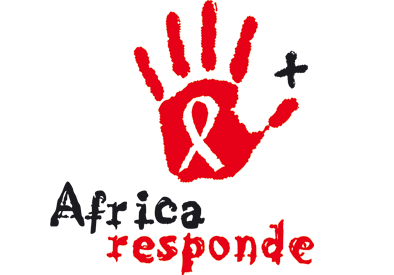 +
Africa
responde